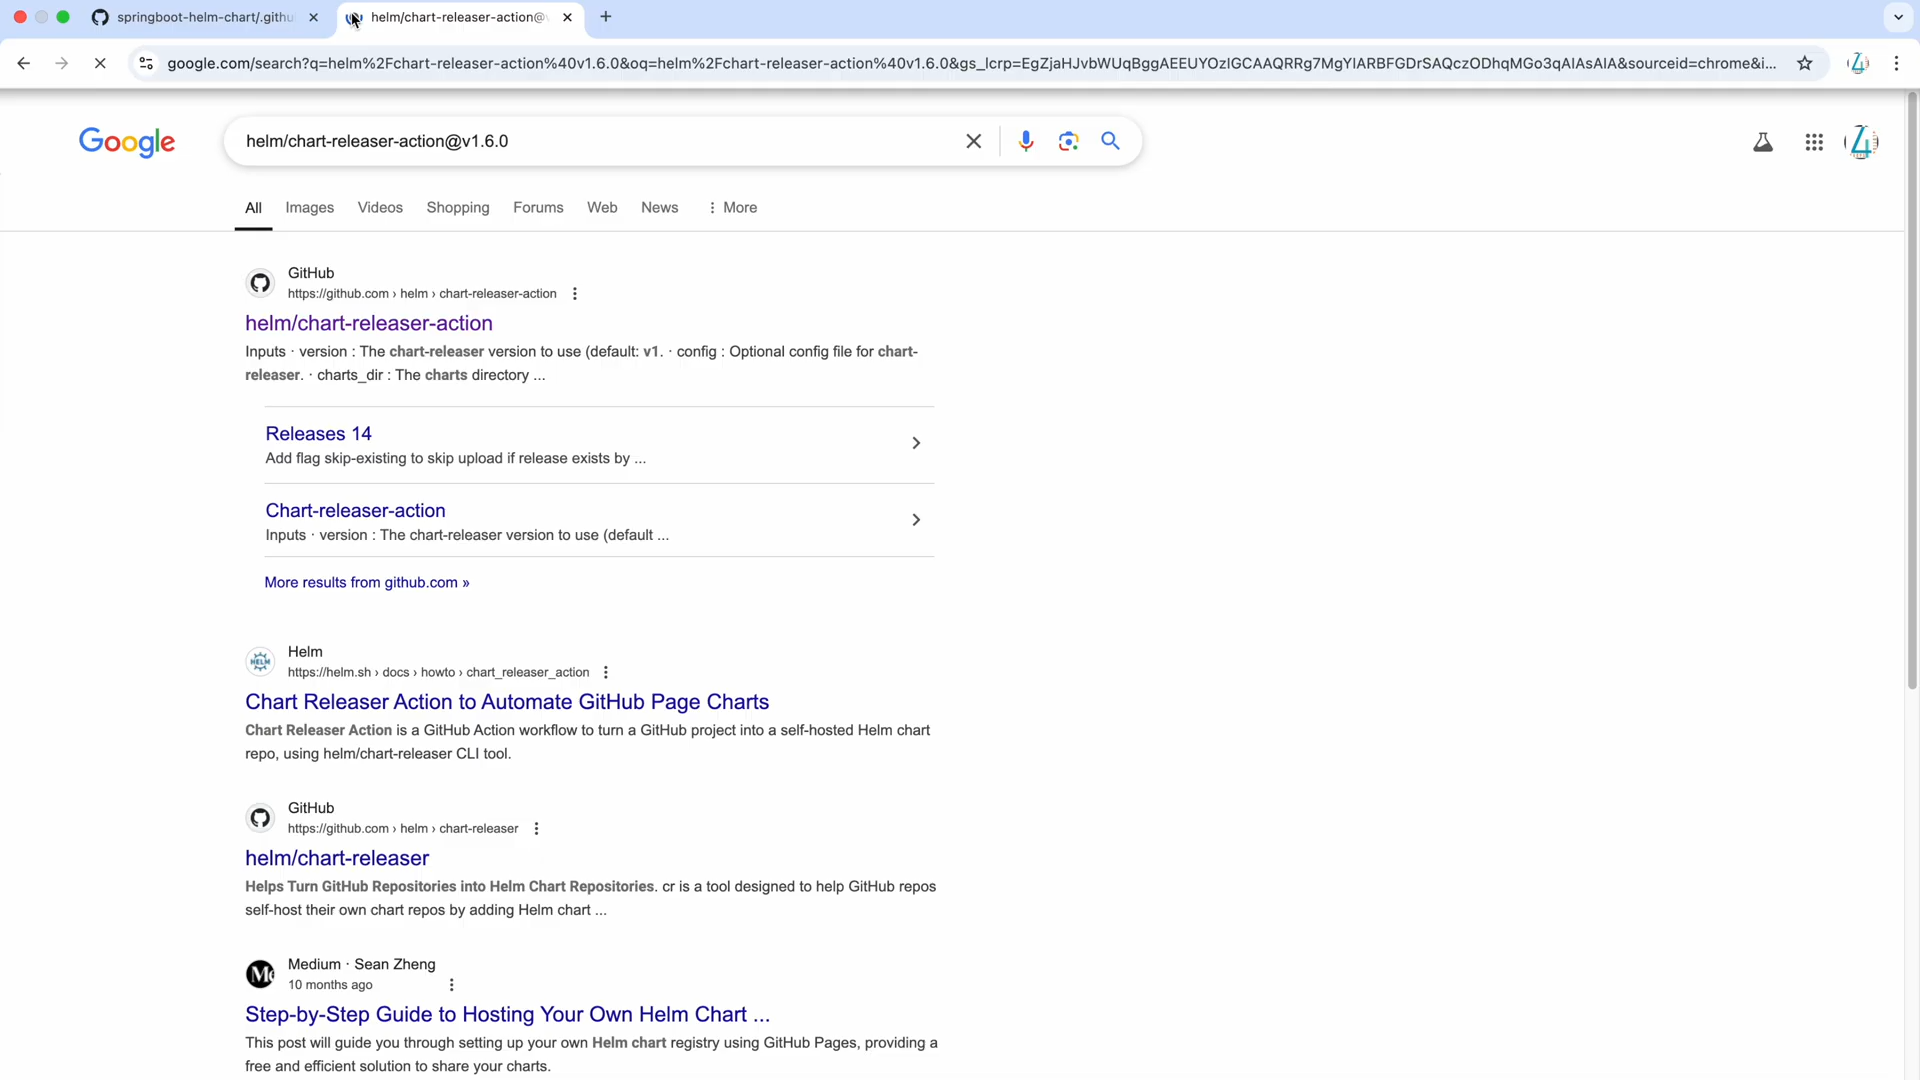 springboot-helm-chart/.githu
helm/chart-releaser-action@v
google.com/search?q=helm%2Fchart-releaser-action%40v1.6.0&oq=helm%2Fchart-releaser-action%40v1.6.0&gs_lcrp=EgZjaHJvbWUqBggAEEUYOzIGCAAQRRg7MgYIARBFGDrSAQczODhqMGo3qAIAsAIA&sourceid=chrome&i...
Google
helm/chart-releaser-action@v1.6.0
All Images Videos Shopping Forums Web News More
GitHub
https://github.com › helm › chart-releaser-action
helm/chart-releaser-action
Inputs · version : The chart-releaser version to use (default: v1. · config : Optional config file for chart-
releaser. · charts_dir : The charts directory ...
Releases 14
Add flag skip-existing to skip upload if release exists by ...
Chart-releaser-action
Inputs · version : The chart-releaser version to use (default ...
More results from github.com »
HELM
Helm
https://helm.sh › docs › howto › chart_releaser_action
Chart Releaser Action to Automate GitHub Page Charts
Chart Releaser Action is a GitHub Action workflow to turn a GitHub project into a self-hosted Helm chart
repo, using helm/chart-releaser CLI tool.
GitHub
https://github.com › helm › chart-releaser
helm/chart-releaser
Helps Turn GitHub Repositories into Helm Chart Repositories. cr is a tool designed to help GitHub repos
self-host their own chart repos by adding Helm chart ...
Medium · Sean Zheng
10 months ago
Step-by-Step Guide to Hosting Your Own Helm Chart ...
This post will guide you through setting up your own Helm chart registry using GitHub Pages, providing a
free and efficient solution to share your charts.